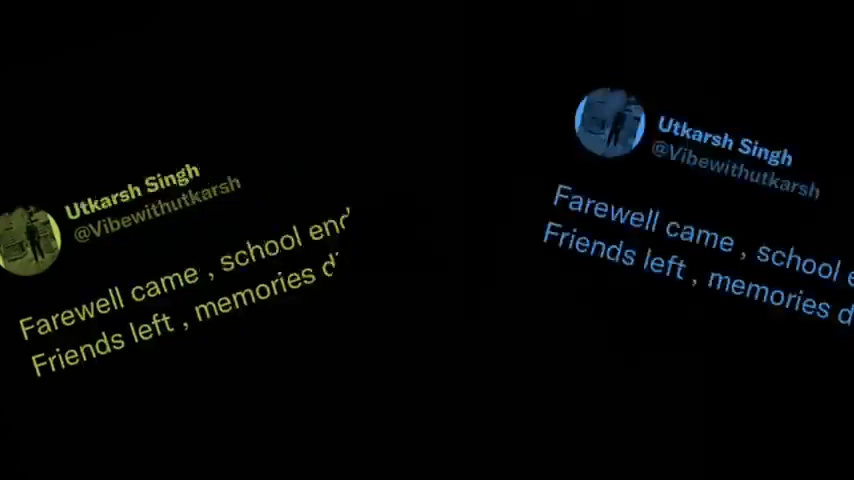 Utkarsh Singh
@Vibewithutkarsh
Farewell came , school
Friends left , memories
Utkarsh Singh
@Vibewithutkarsh
Farewell came , school
Friends left , memories